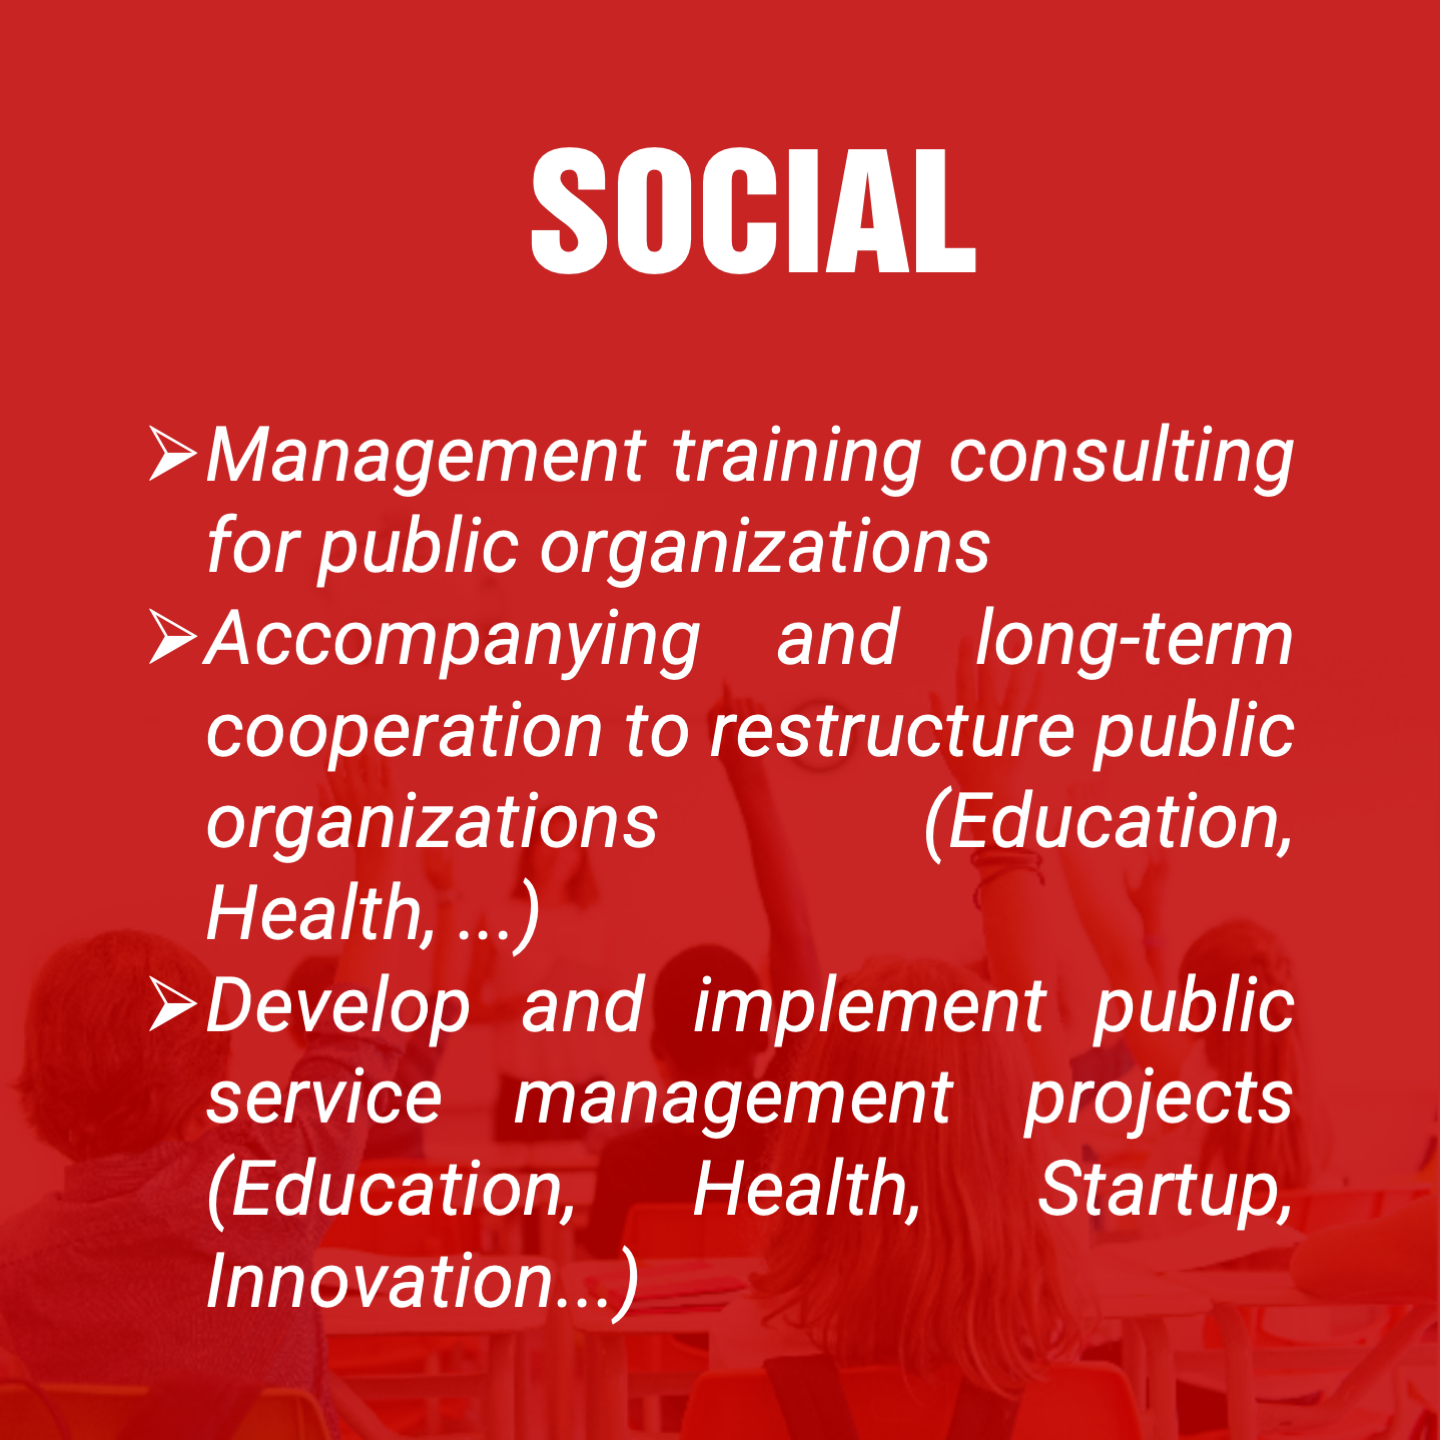 SOCIAL
➢Management training consulting
for public organizations
➢Accompanying and long-term
cooperation to restructure public
organizations (Education,
Health, ...)
➢Develop and implement public
service management projects
(Education, Health, Startup,
Innovation...)